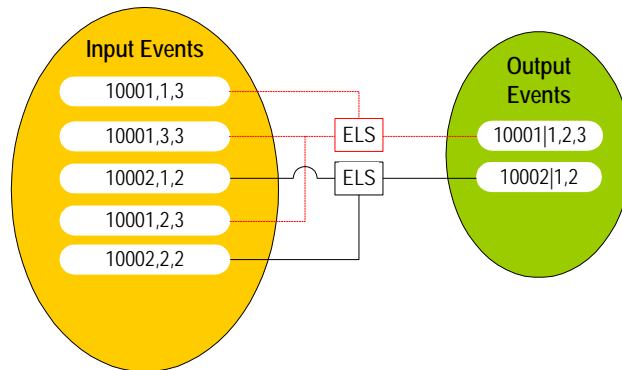 Input Events
10001,1,3
10001,3,3
10002,1,2
10001,2,3
10002,2,2
ELS
ELS
Output
Events
10001|1,2,3
10002|1,2